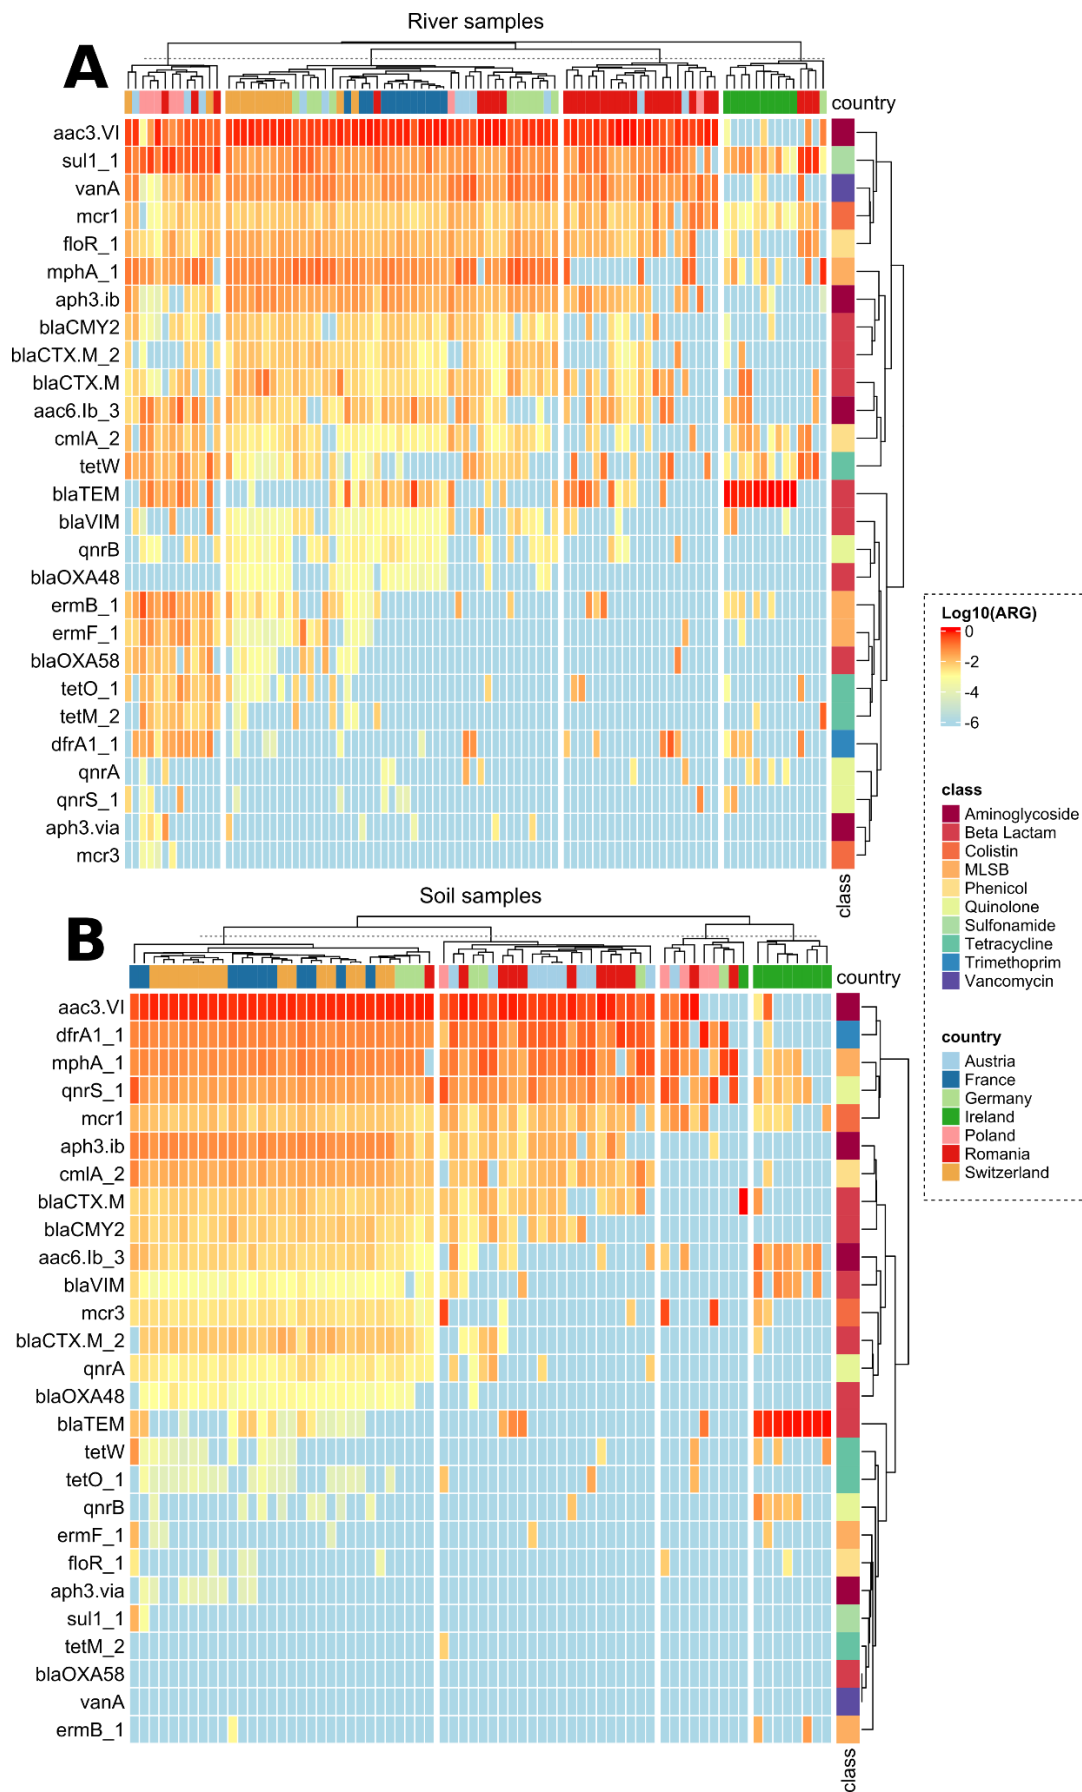 River samples
A
country
aac3.VI
sul1_1
vanA
mcr1
floR_1
mphA_1
aph3.ib
blaCMY2
blaCTX.M_2
blaCTX.M
aac6.Ib_3
cmlA_2
tetW
blaTEM
blaVIM
qnrB
blaOXA48
ermB_1
ermF_1
blaOXA58
tetO_1
tetM_2
dfrA1_1
qnrA
qnrS_1
aph3.via
mcr3
class
Soil samples
B
country
aac3.VI
dfrA1_1
mphA_1
qnrS_1
mcr1
aph3.ib
cmlA_2
blaCTX.M
blaCMY2
aac6.Ib_3
blaVIM
mcr3
blaCTX.M_2
qnrA
blaOXA48
blaTEM
tetW
tetO_1
qnrB
ermF_1
floR_1
aph3.via
sul1_1
tetM_2
blaOXA58
vanA
ermB_1
class
Log10(ARG)
0
-2
-4
-6
class
Aminoglycoside
Beta Lactam
Colistin
MLSB
Phenicol
Quinolone
Sulfonamide
Tetracycline
Trimethoprim
Vancomycin
country
Austria
France
Germany
Ireland
Poland
Romania
Switzerland